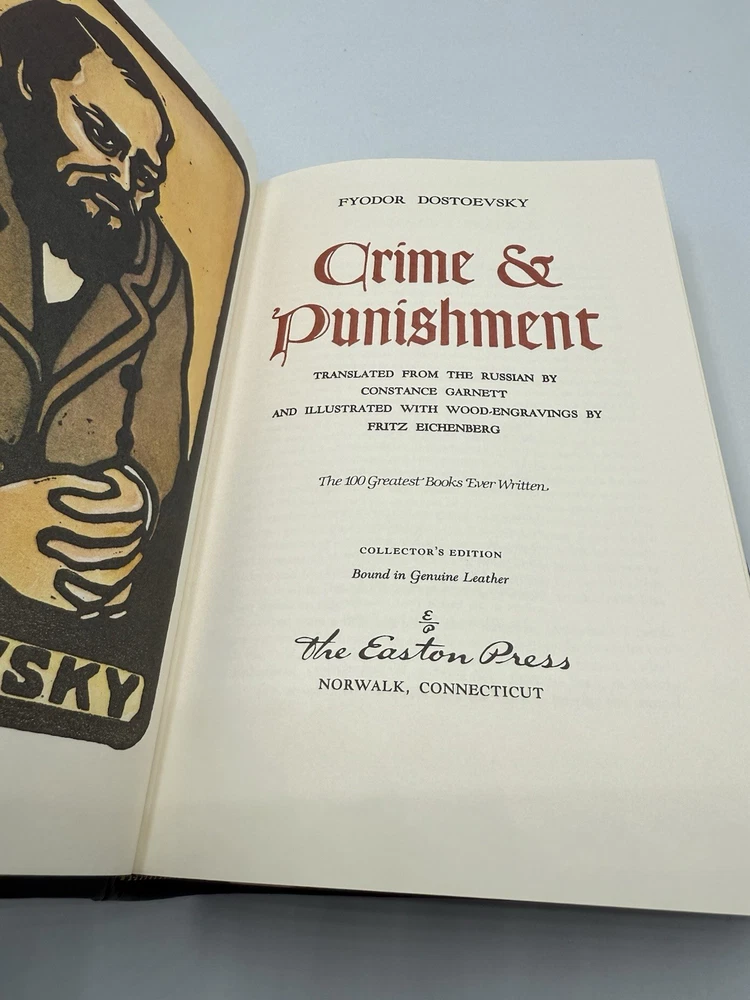 FYODOR DOSTOEVSKY
Crime &
Punishment
TRANSLATED FROM THE RUSSIAN BY
CONSTANCE GARNETT
AND ILLUSTRATED WITH WOOD-ENGRAVINGS BY
FRITZ EICHENBERG
The 100 Greatest Books Ever Written
COLLECTOR'S EDITION
Bound in Genuine Leather
E/P
The Easton Press
NORWALK, CONNECTICUT
VSKY